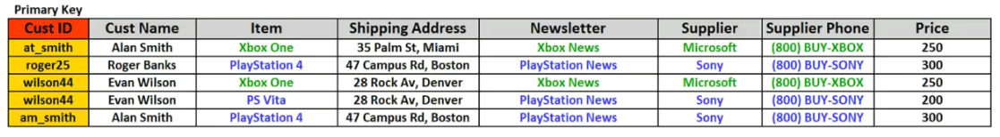 Primary Key
Cust ID Cust Name Item Shipping Address Newsletter Supplier Supplier Phone Price
at_smith Alan Smith Xbox One 35 Palm St, Miami Xbox News Microsoft (800) BUY-XBOX 250
roger25 Roger Banks PlayStation 4 47 Campus Rd, Boston PlayStation News Sony (800) BUY-SONY 300
wilson44 Evan Wilson Xbox One 28 Rock Av, Denver Xbox News Microsoft (800) BUY-XBOX 250
wilson44 Evan Wilson PS Vita 28 Rock Av, Denver PlayStation News Sony (800) BUY-SONY 200
am_smith Alan Smith PlayStation 4 47 Campus Rd, Boston PlayStation News Sony (800) BUY-SONY 300